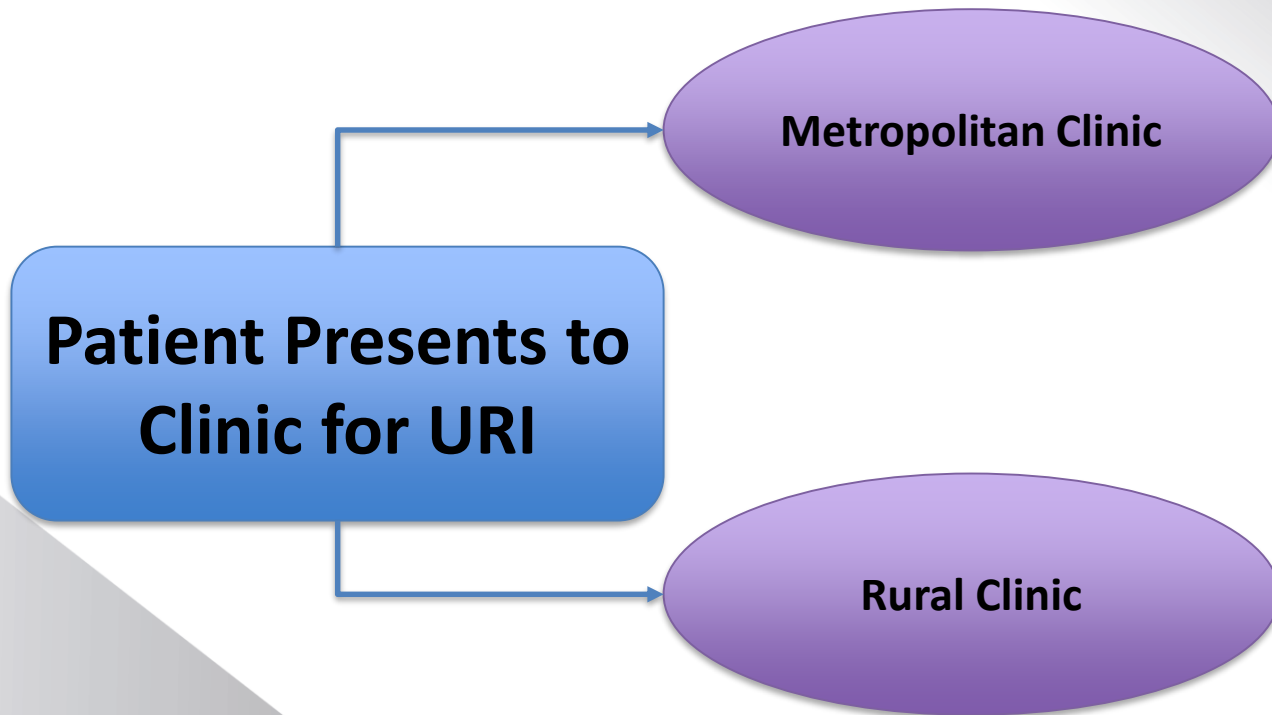 Metropolitan Clinic
Patient Presents to
Clinic for URI
Rural Clinic